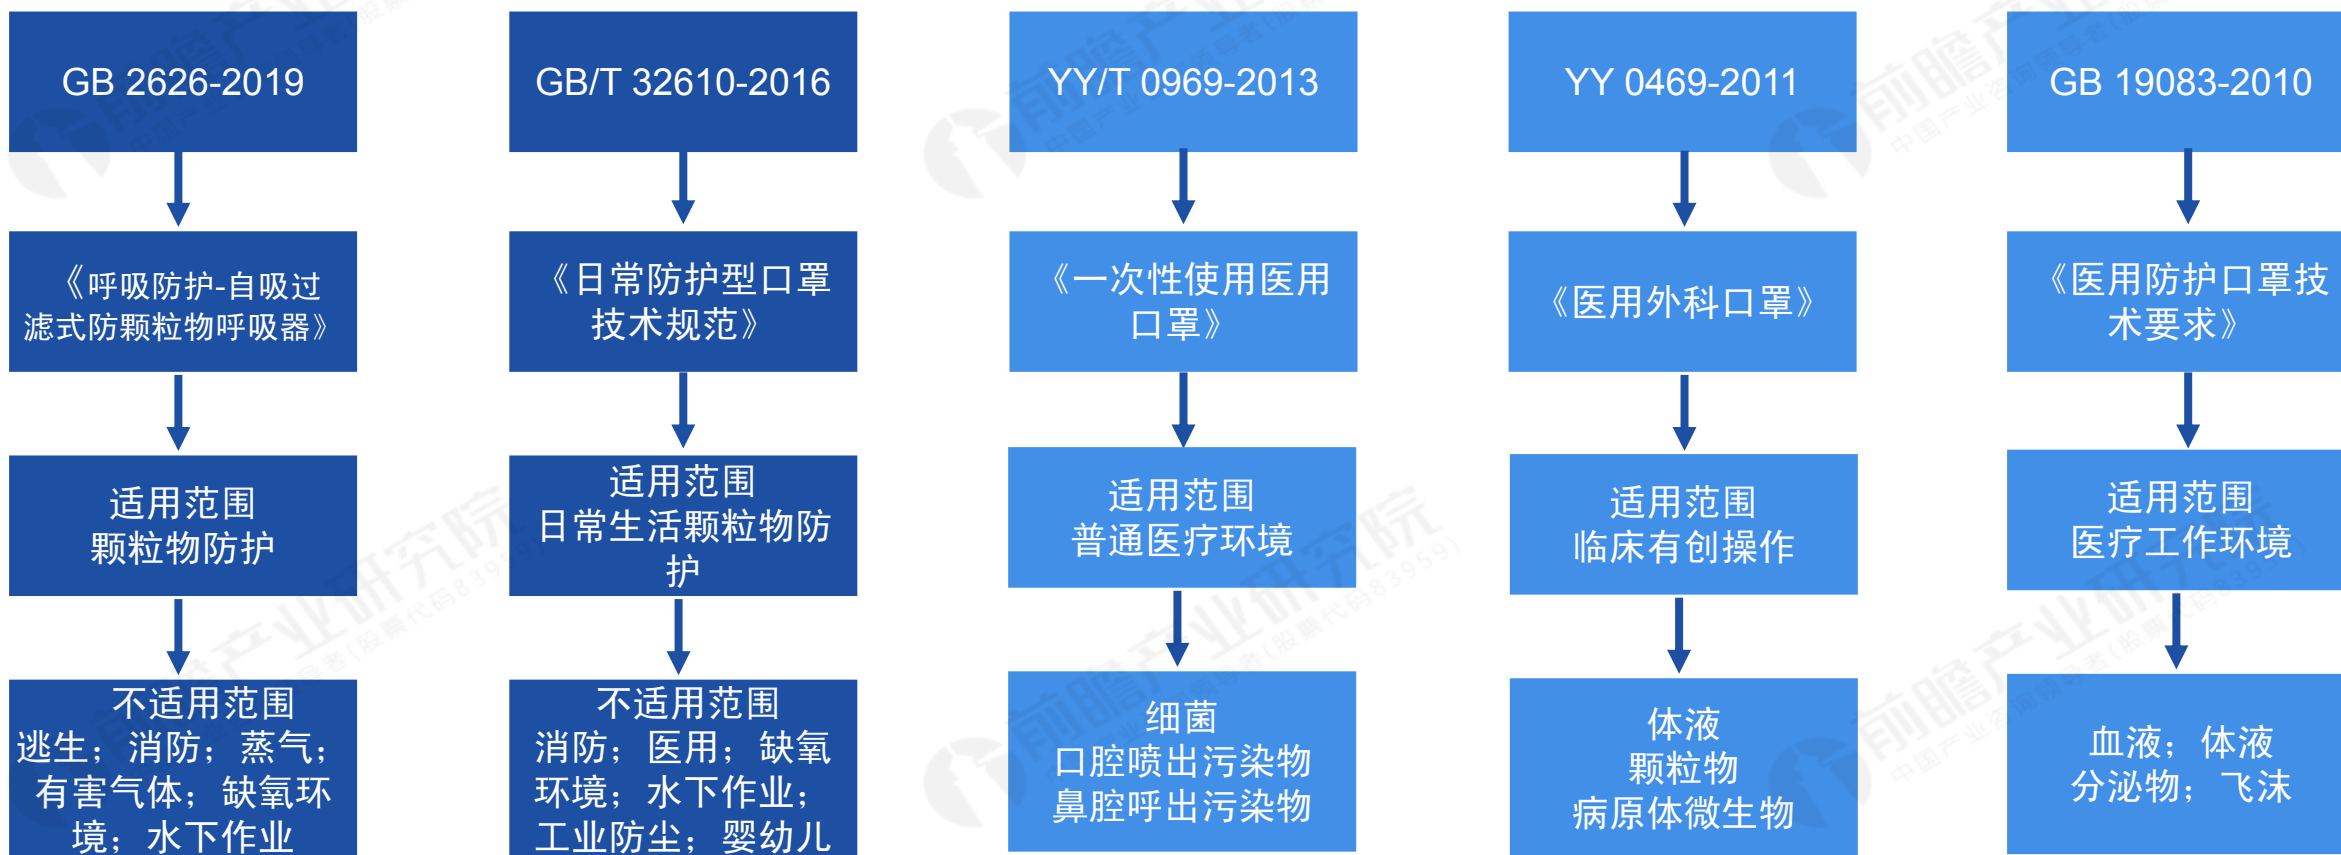 GB 2626-2019
《呼吸防护-自吸过
滤式防颗粒物呼吸器》
适用范围
颗粒物防护
不适用范围
逃生；消防；蒸气；
有害气体；缺氧环
境；水下作业
GB/T 32610-2016
《日常防护型口罩
技术规范》
适用范围
日常生活颗粒物防
护
不适用范围
消防；医用；缺氧
环境；水下作业；
工业防尘；婴幼儿
YY/T 0969-2013
《一次性使用医用
口罩》
适用范围
普通医疗环境
细菌
口腔喷出污染物
鼻腔呼出污染物
YY 0469-2011
《医用外科口罩》
适用范围
临床有创操作
体液
颗粒物
病原体微生物
GB 19083-2010
《医用防护口罩技
术要求》
适用范围
医疗工作环境
血液；体液
分泌物；飞沫
前瞻产业研究院